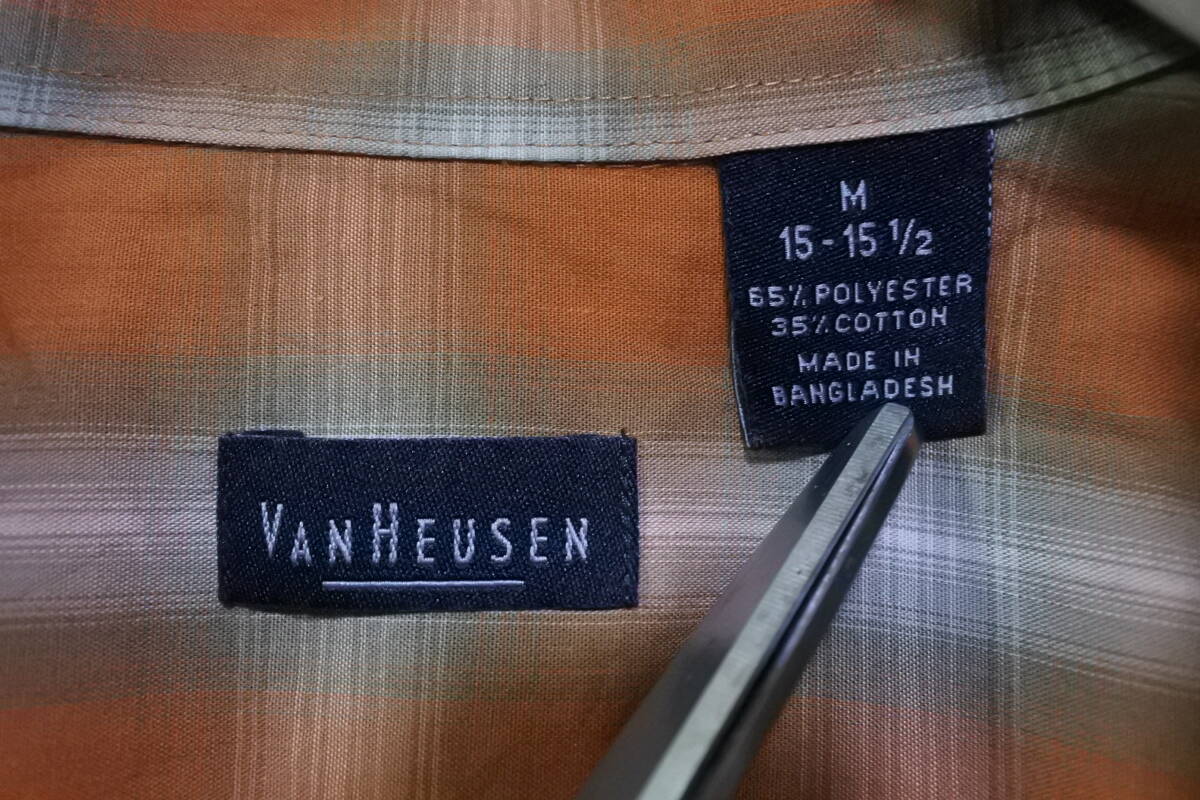 M
15-15 1/2
65% POLYESTER
35% COTTON
MADE IN
BANGLADESH
VANHEUSEN